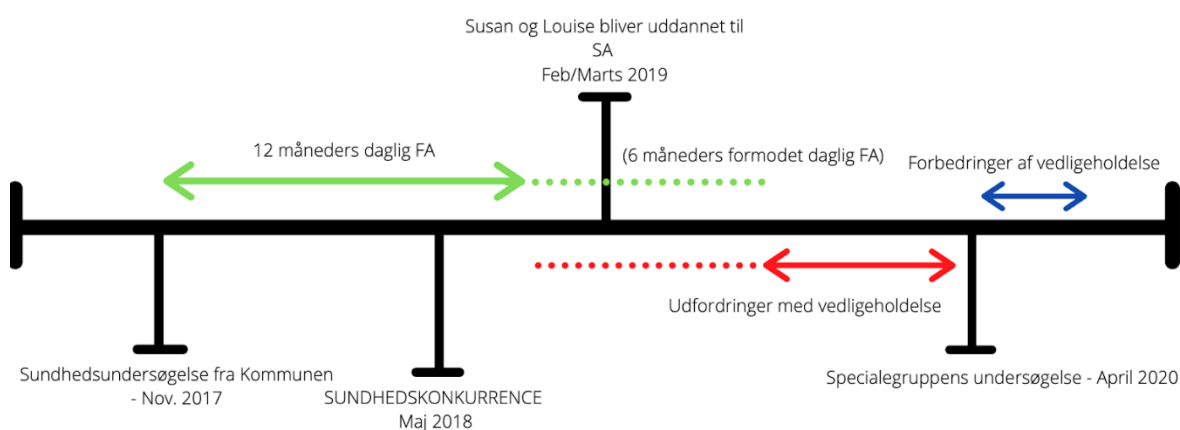 Susan og Louise bliver uddannet til
SA
Feb/Marts 2019
12 måneders daglig FA
(6 måneders formodet daglig FA)
Forbedringer af vedligeholdelse
Udfordringer med vedligeholdelse
Sundhedsundersøgelse fra Kommunen
- Nov. 2017
SUNDHEDSKONKURRENCE
Maj 2018
Specialegruppens undersøgelse - April 2020